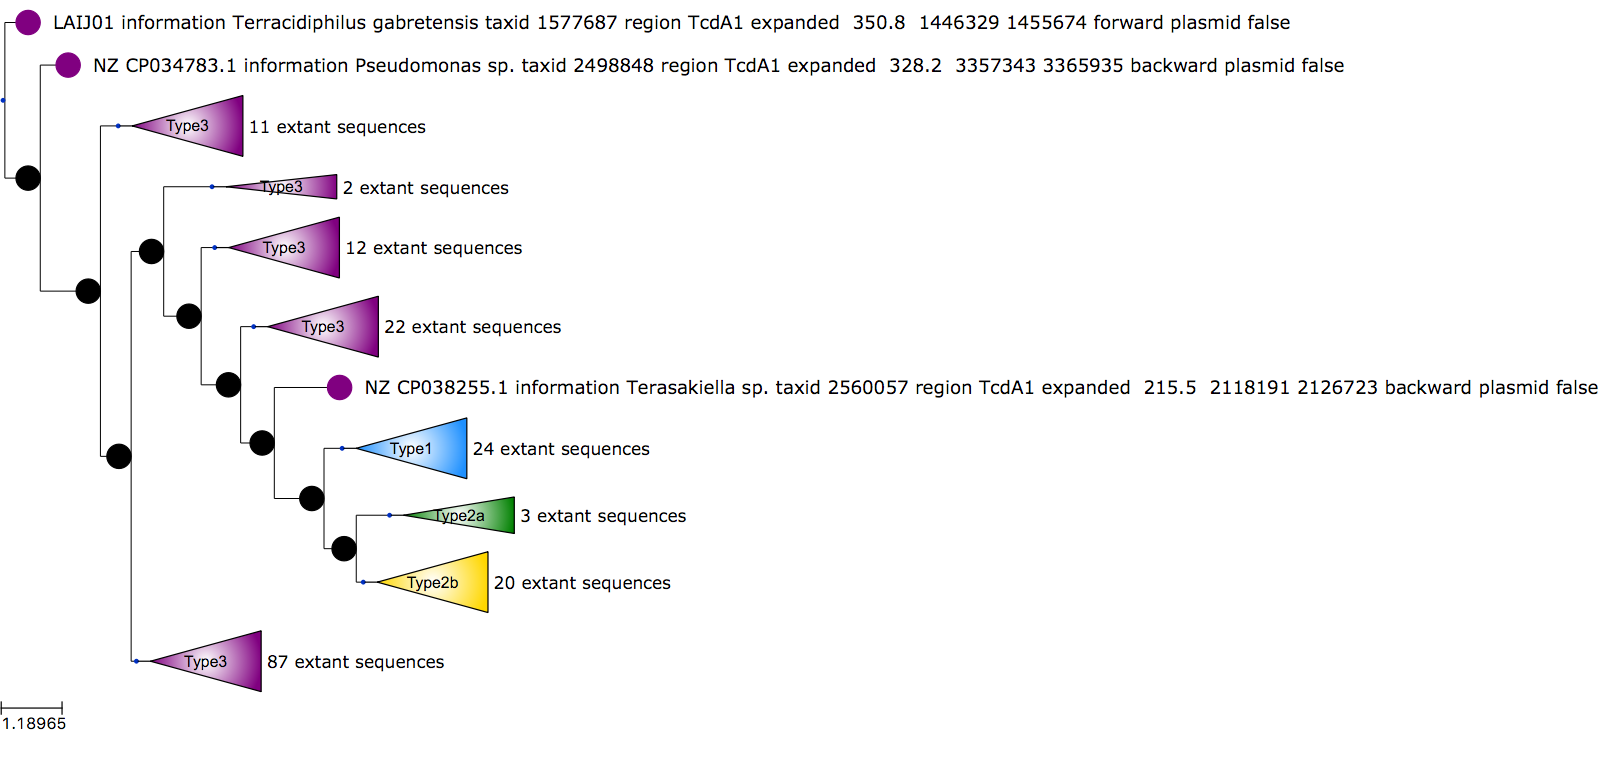 LAIJ01 information Terracidiphilus gabretensis taxid 1577687 region TcdA1 expanded  350.8  1446329 1455674 forward plasmid false
NZ CP034783.1 information Pseudomonas sp. taxid 2498848 region TcdA1 expanded  328.2  3357343 3365935 backward plasmid false
Type3 11 extant sequences
Type3 2 extant sequences
Type3 12 extant sequences
Type3 22 extant sequences
NZ CP038255.1 information Terasakiella sp. taxid 2560057 region TcdA1 expanded  215.5  2118191 2126723 backward plasmid false
Type1 24 extant sequences
Type2a 3 extant sequences
Type2b 20 extant sequences
Type3 87 extant sequences
1.18965